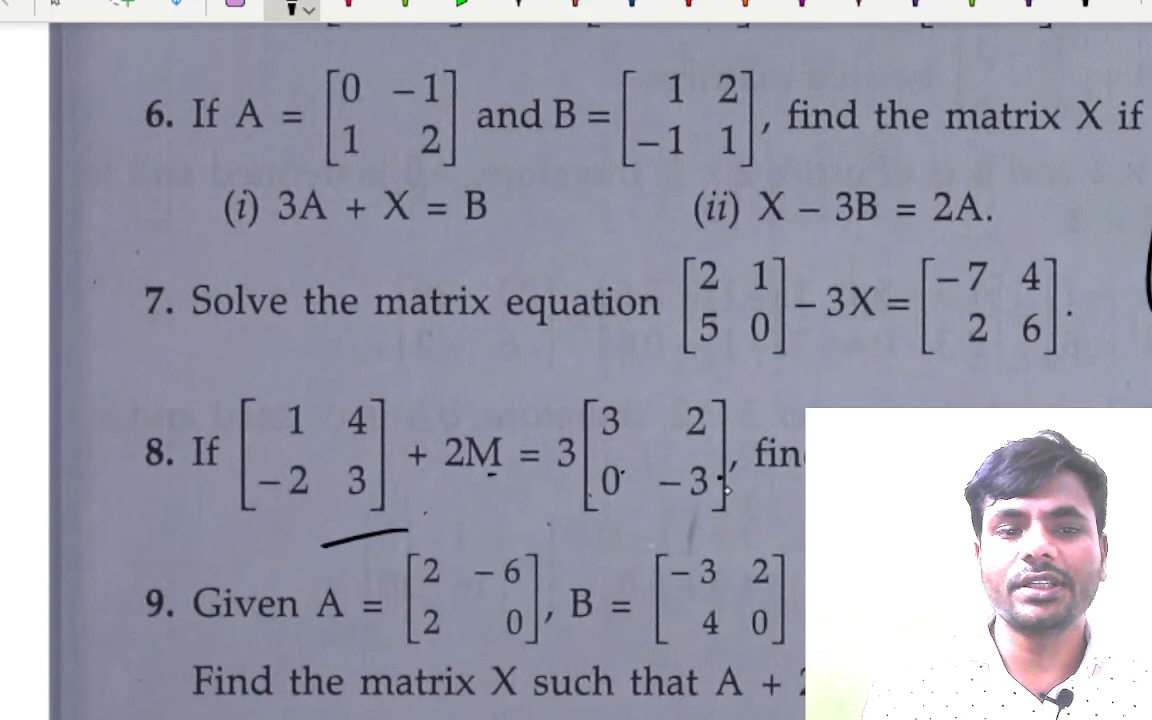 6. If A = [0 -1] and B = [1 2], find the matrix X if
[1 2] [-1 1]
(i) 3A + X = B (ii) X – 3B = 2A.
7. Solve the matrix equation [2 1] – 3X = [-7 4].
[5 0] [2 6]
8. If [1 4] + 2M = 3 [3 2],
[-2 3] [0 -3]
9. Given A = [2 -6], B = [-3 2]
[2 0] [4 0]
Find the matrix X such that A +